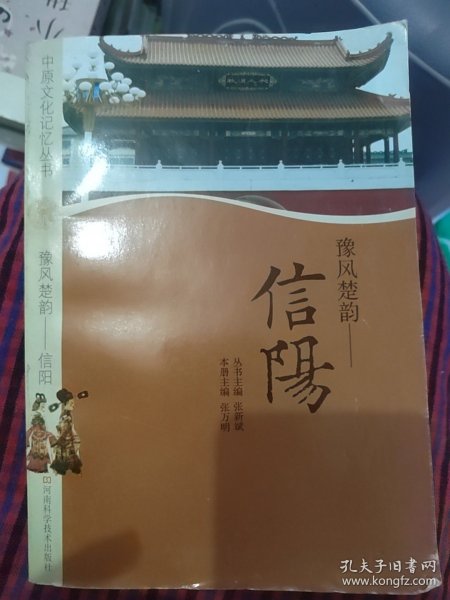 中原文化记忆丛书
豫风楚韵——信阳
河南科学技术出版社
豫风楚韵——
信陽
丛书主编 张新斌
本册主编 张万明
孔夫子旧书网
www.kongfz.com